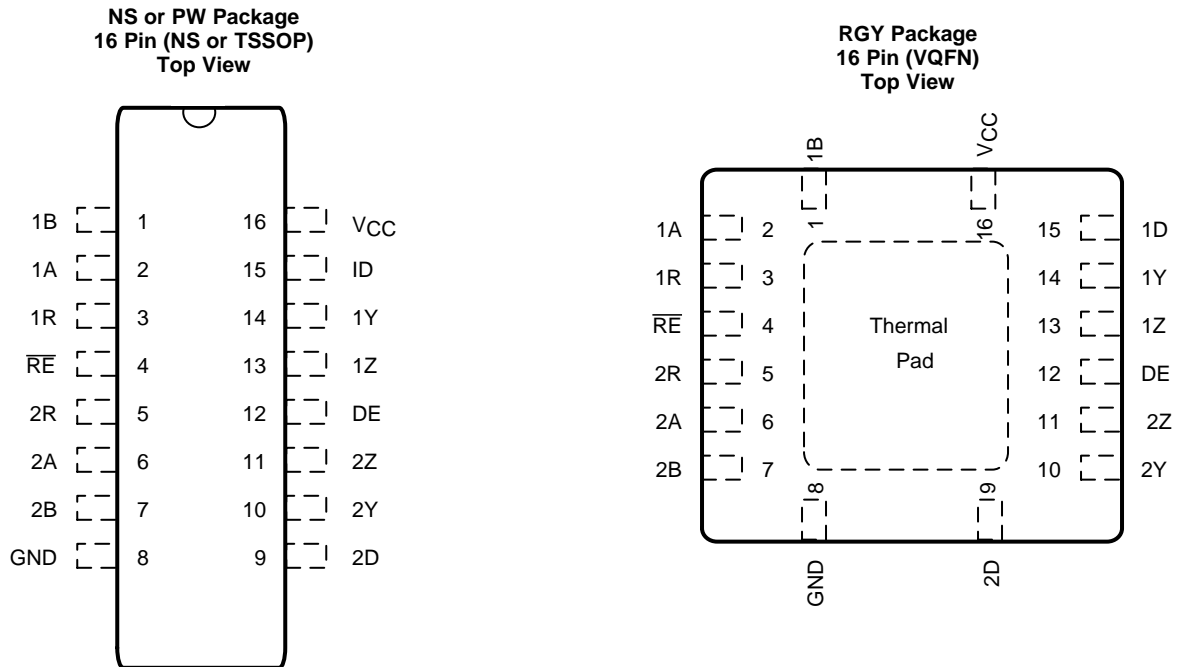 NS or PW Package
16 Pin (NS or TSSOP)
Top View
1B 1 16 VCC
1A 2 15 ID
1R 3 14 1Y
RE 4 13 1Z
2R 5 12 DE
2A 6 11 2Z
2B 7 10 2Y
GND 8 9 2D
RGY Package
16 Pin (VQFN)
Top View
1B VCC
1 16
1A 2 15 1D
1R 3 14 1Y
RE 4 13 1Z
2R 5 12 DE
2A 6 11 2Z
2B 7 10 2Y
Thermal
Pad
8 9
GND 2D